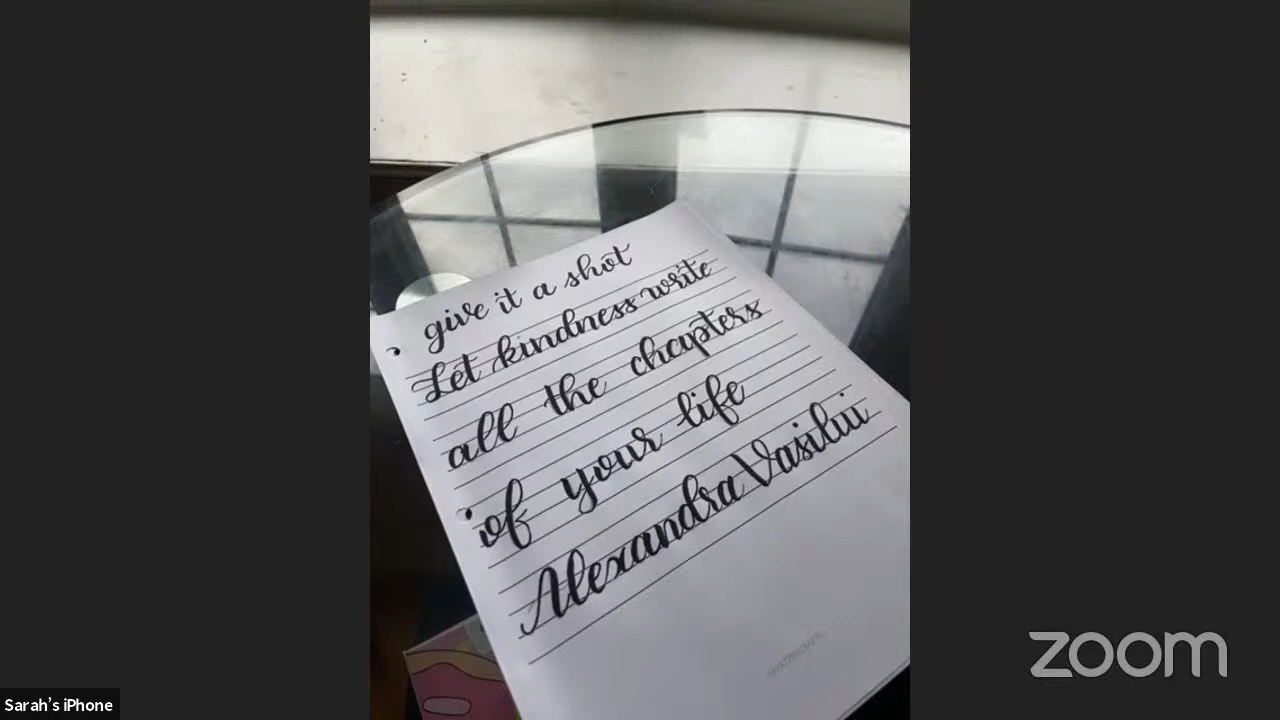 give it a shot
Let kindness write
all the chapters
of your life
Alexandra Vasiliu
Sarah's iPhone
zoom